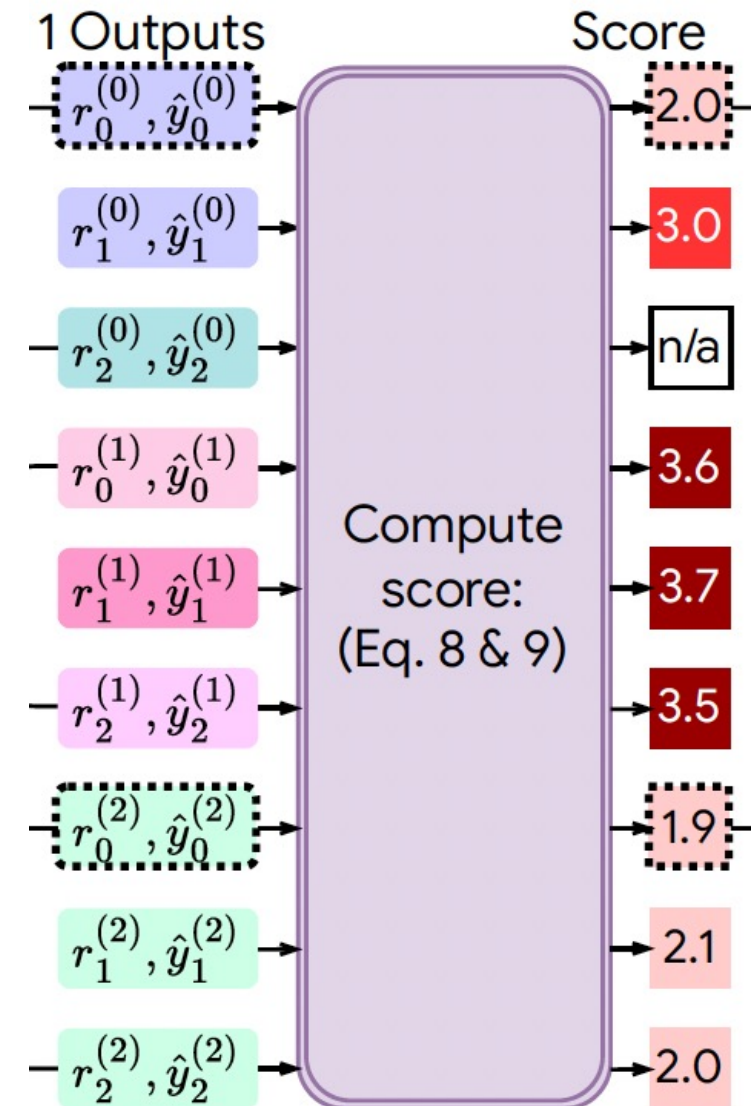 1 Outputs Score
r_0^{(0)}, ŷ_0^{(0)} 2.0
r_1^{(0)}, ŷ_1^{(0)} 3.0
r_2^{(0)}, ŷ_2^{(0)} n/a
r_0^{(1)}, ŷ_0^{(1)} 3.6
Compute
score:
(Eq. 8 & 9)
r_1^{(1)}, ŷ_1^{(1)} 3.7
r_2^{(1)}, ŷ_2^{(1)} 3.5
r_0^{(2)}, ŷ_0^{(2)} 1.9
r_1^{(2)}, ŷ_1^{(2)} 2.1
r_2^{(2)}, ŷ_2^{(2)} 2.0